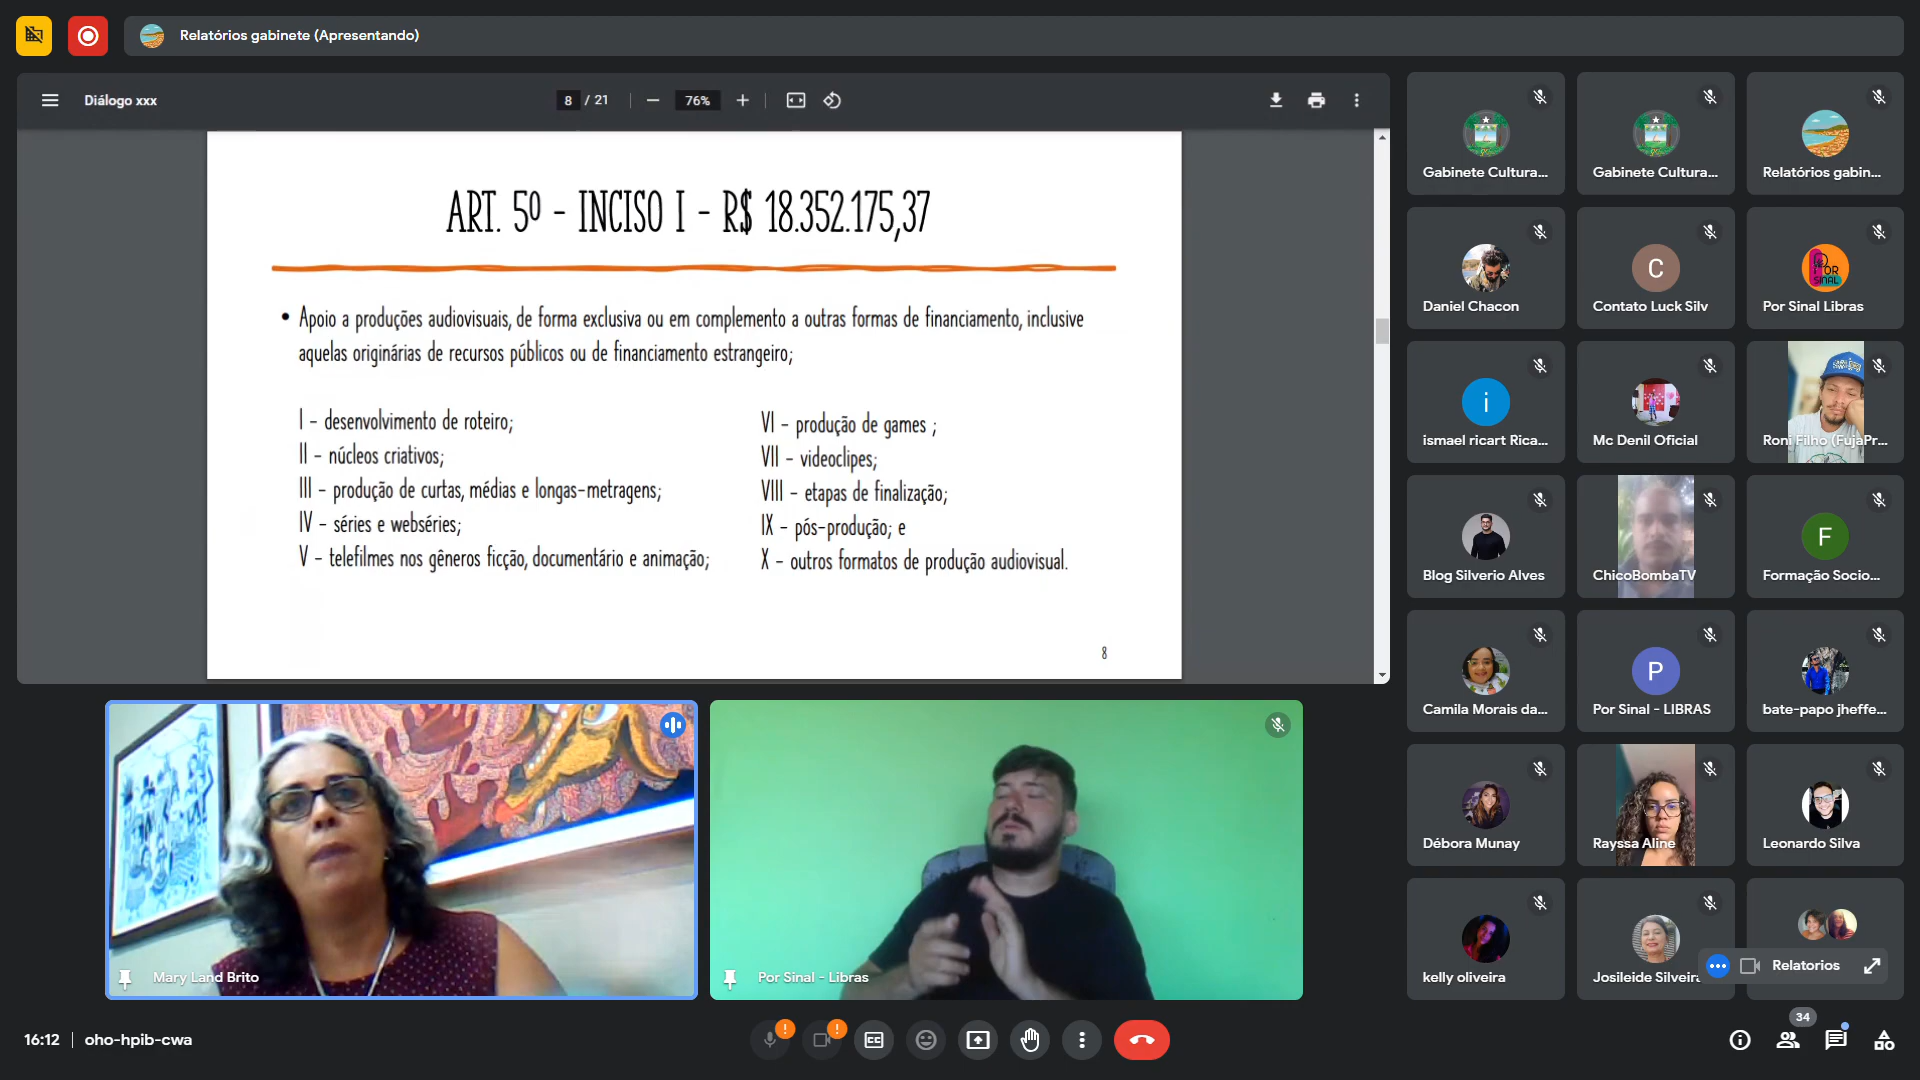 Relatórios gabinete (Apresentando)
Diálogo xxx
8 / 21
76%
ART. 5º - INCISO I - R$ 18.352.175,37
• Apoio a produções audiovisuais, de forma exclusiva ou em complemento a outras formas de financiamento, inclusive
aquelas originárias de recursos públicos ou de financiamento estrangeiro;
I - desenvolvimento de roteiro;
II - núcleos criativos;
III - produção de curtas, médias e longas-metragens;
IV - séries e webséries;
V - telefilmes nos gêneros ficção, documentário e animação;
VI - produção de games ;
VII - videoclipes;
VIII - etapas de finalização;
IX - pós-produção; e
X - outros formatos de produção audiovisual.
8
Mary Land Brito
Por Sinal - Libras
Gabinete Cultura...
Gabinete Cultura...
Relatórios gabin...
Daniel Chacon
C
Contato Luck Silv
POR
SINAL
Por Sinal Libras
i
ismael ricart Rica...
Mc Denil Oficial
Roni Filho (FujaPr...
Blog Silverio Alves
ChicoBombaTV
F
Formação Socio...
Camila Morais da...
P
Por Sinal - LIBRAS
bate-papo jheffe...
Débora Munay
Rayssa Aline
Leonardo Silva
kelly oliveira
Josileide Silveira
Relatorios
16:12
oho-hpib-cwa
34